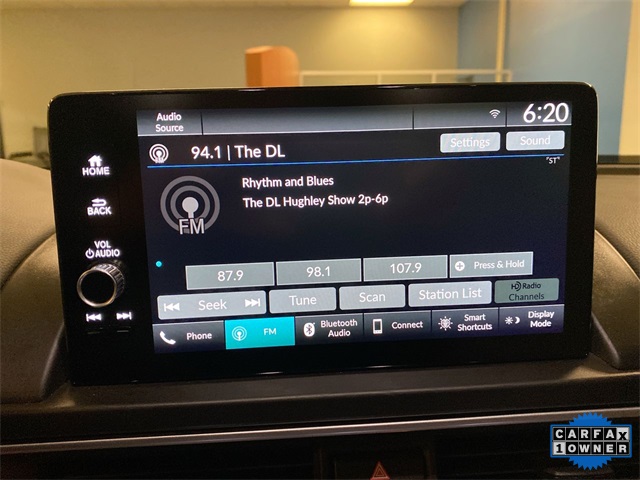 Audio
Source
6:20
94.1 | The DL
Settings
Sound
"ST"
HOME
BACK
VOL
AUDIO
Rhythm and Blues
The DL Hughley Show 2p-6p
FM
87.9
98.1
107.9
Press & Hold
Seek
Tune
Scan
Station List
HD Radio
Channels
Phone
FM
Bluetooth
Audio
Connect
Smart
Shortcuts
Display
Mode
CARFAX
1 OWNER